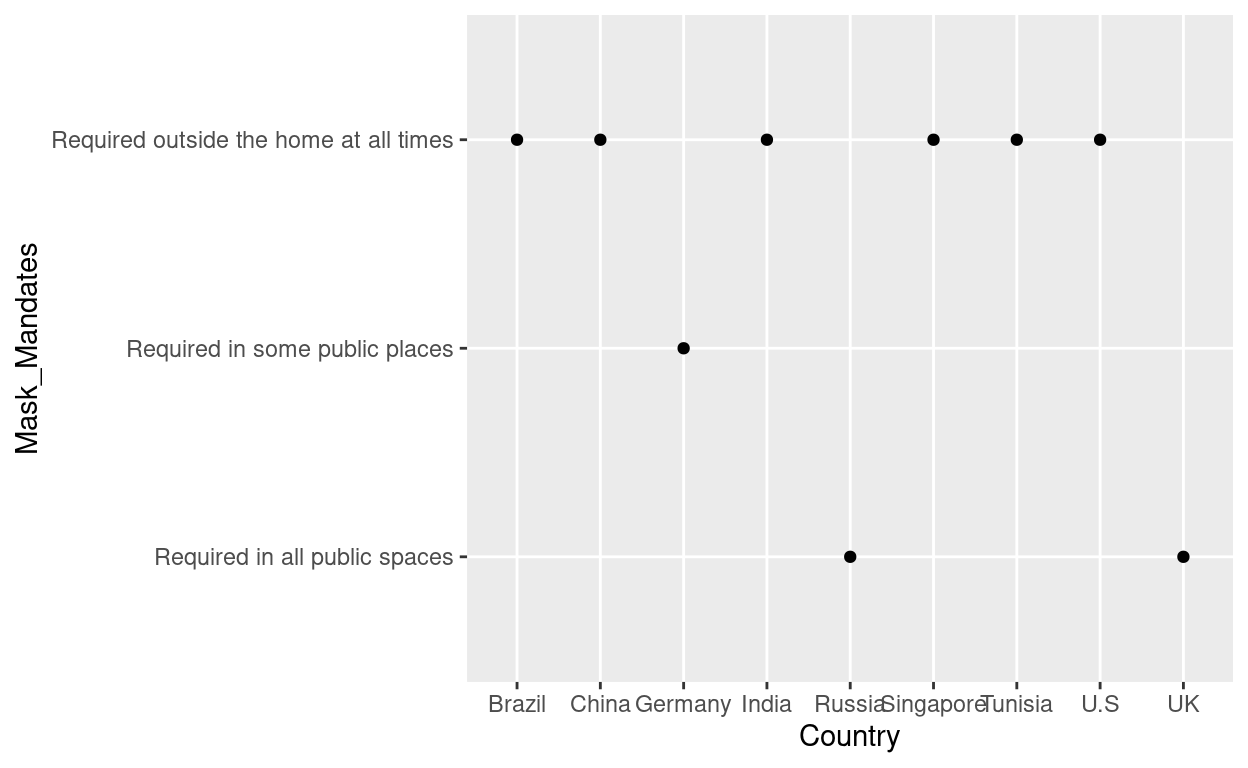 Required outside the home at all times
Required in some public places
Required in all public spaces
Mask_Mandates
Brazil China Germany India Russia Singapore Tunisia U.S UK
Country